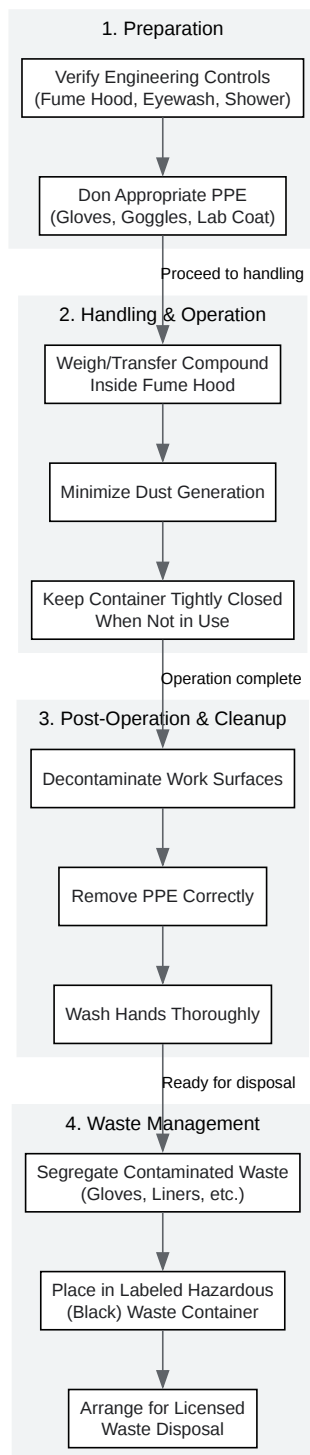 1. Preparation
Verify Engineering Controls
(Fume Hood, Eyewash, Shower)
Don Appropriate PPE
(Gloves, Goggles, Lab Coat)
Proceed to handling
2. Handling & Operation
Weigh/Transfer Compound
Inside Fume Hood
Minimize Dust Generation
Keep Container Tightly Closed
When Not in Use
Operation complete
3. Post-Operation & Cleanup
Decontaminate Work Surfaces
Remove PPE Correctly
Wash Hands Thoroughly
Ready for disposal
4. Waste Management
Segregate Contaminated Waste
(Gloves, Liners, etc.)
Place in Labeled Hazardous
(Black) Waste Container
Arrange for Licensed
Waste Disposal